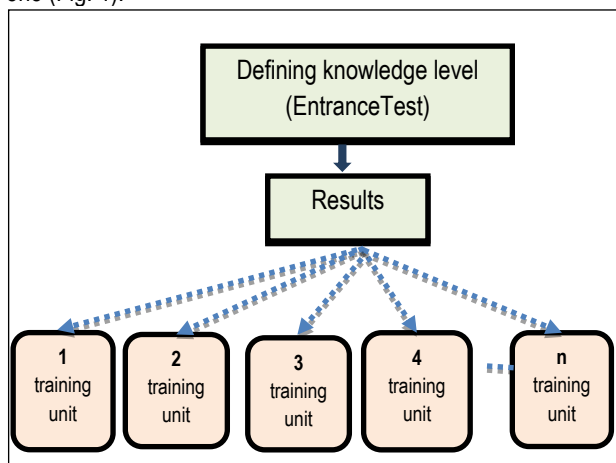 one (Fig. 1).
Defining knowledge level
(EntranceTest)
Results
1
training
unit
2
training
unit
3
training
unit
4
training
unit
n
training
unit